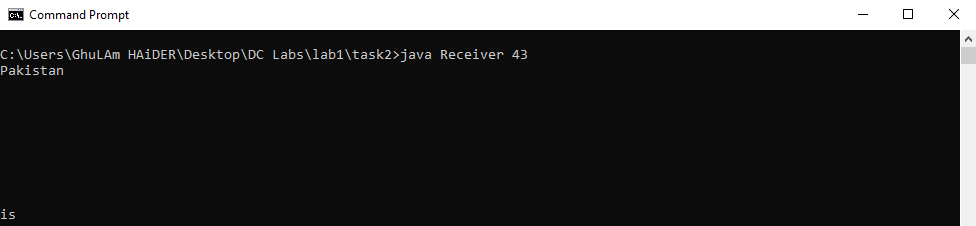 Command Prompt
C:\Users\GhuLAm HAiDER\Desktop\DC Labs\lab1\task2>java Receiver 43
Pakistan
is